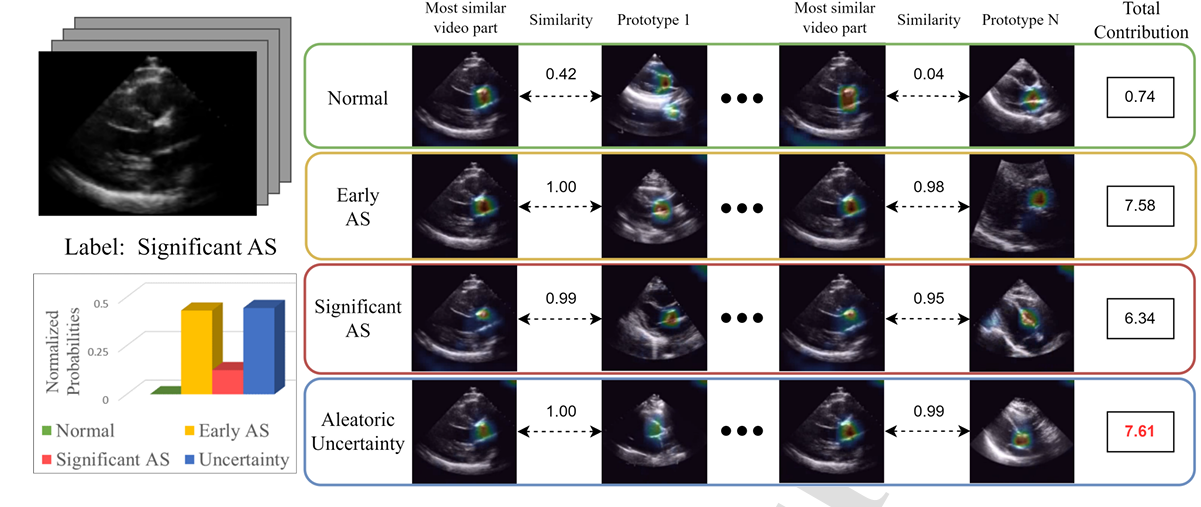 Most similar
video part
Similarity
Prototype 1
Most similar
video part
Similarity
Prototype N
Total
Contribution
Normal
0.42
0.04
0.74
Early
AS
1.00
0.98
7.58
Significant
AS
0.99
0.95
6.34
Aleatoric
Uncertainty
1.00
0.99
7.61
Label: Significant AS
Normalized
Probabilities
0.5
0.25
0
Normal
Early AS
Significant AS
Uncertainty